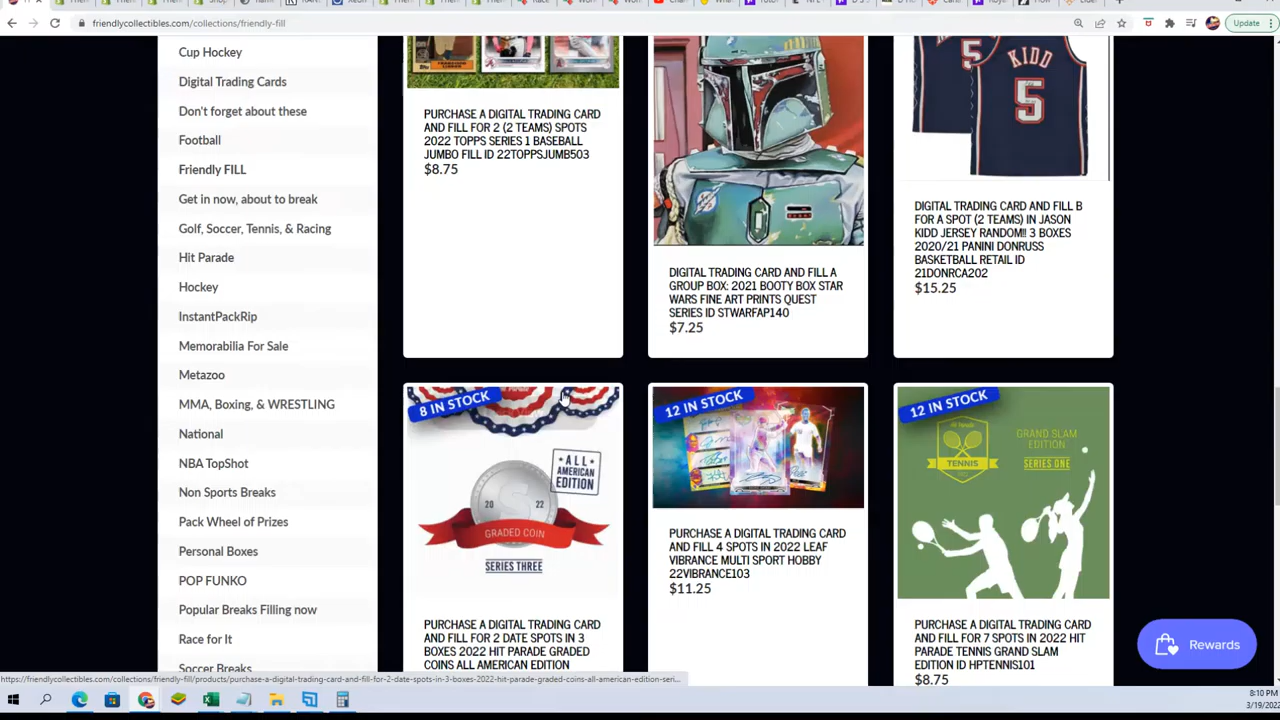 friendlycollectibles.com/collections/friendly-fill
Update
Cup Hockey
Digital Trading Cards
Don't forget about these
Football
Friendly FILL
Get in now, about to break
Golf, Soccer, Tennis, & Racing
Hit Parade
Hockey
InstantPackRip
Memorabilia For Sale
Metazoo
MMA, Boxing, & WRESTLING
National
NBA TopShot
Non Sports Breaks
Pack Wheel of Prizes
Personal Boxes
POP FUNKO
Popular Breaks Filling now
Race for It
Soccer Breaks
PURCHASE A DIGITAL TRADING CARD
AND FILL FOR 2 (2 TEAMS) SPOTS
2022 TOPPS SERIES 1 BASEBALL
JUMBO FILL ID 22TOPPSJUMB503
$8.75
DIGITAL TRADING CARD AND FILL A
GROUP BOX: 2021 BOOTY BOX STAR
WARS FINE ART PRINTS QUEST
SERIES ID STWARFAP140
$7.25
5
KIDD
5
DIGITAL TRADING CARD AND FILL B
FOR A SPOT (2 TEAMS) IN JASON
KIDD JERSEY RANDOM!! 3 BOXES
2020/21 PANINI DONRUSS
BASKETBALL RETAIL ID
21DONRCA202
$15.25
8 IN STOCK
ALL
AMERICAN
EDITION
20 22
GRADED COIN
SERIES THREE
PURCHASE A DIGITAL TRADING CARD
AND FILL FOR 2 DATE SPOTS IN 3
BOXES 2022 HIT PARADE GRADED
COINS ALL AMERICAN EDITION
12 IN STOCK
PURCHASE A DIGITAL TRADING CARD
AND FILL 4 SPOTS IN 2022 LEAF
VIBRANCE MULTI SPORT HOBBY
22VIBRANCE103
$11.25
12 IN STOCK
TENNIS
GRAND SLAM
EDITION
SERIES ONE
PURCHASE A DIGITAL TRADING CARD
AND FILL FOR 7 SPOTS IN 2022 HIT
PARADE TENNIS GRAND SLAM
EDITION ID HPTENNIS101
$8.75
Rewards
https://friendlycollectibles.com/collections/friendly-fill/products/purchase-a-digital-trading-card-and-fill-for-2-date-spots-in-3-boxes-2022-hit-parade-graded-coins-all-american-edition-seri...
8:10 PM
3/19/2022